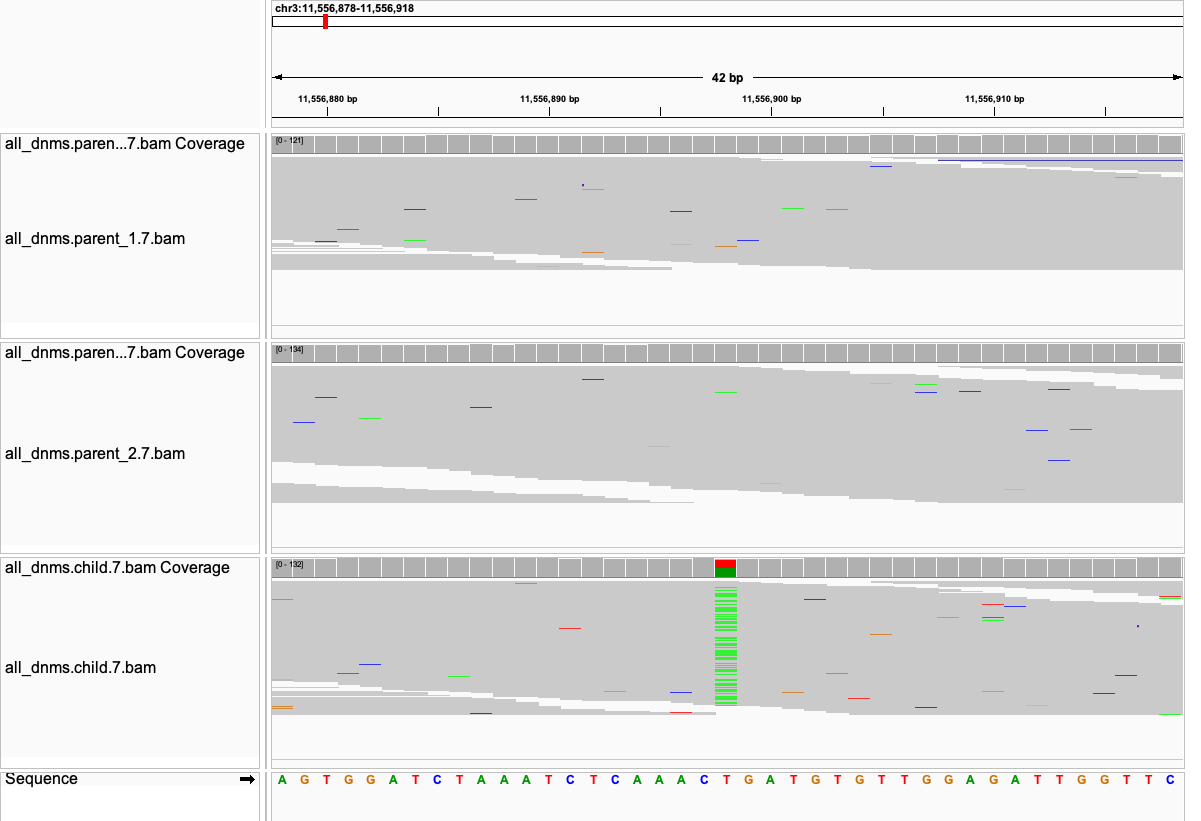 chr3:11,556,878-11,556,918
42 bp
11,556,880 bp 11,556,890 bp 11,556,900 bp 11,556,910 bp
all_dnms.paren...7.bam Coverage
[0 - 121]
all_dnms.parent_1.7.bam
all_dnms.paren...7.bam Coverage
[0 - 134]
all_dnms.parent_2.7.bam
all_dnms.child.7.bam Coverage
[0 - 132]
all_dnms.child.7.bam
Sequence A G T G G A T C T A A A T C T C A A A C T G A T G T G T T G G A G A T T G G T T C